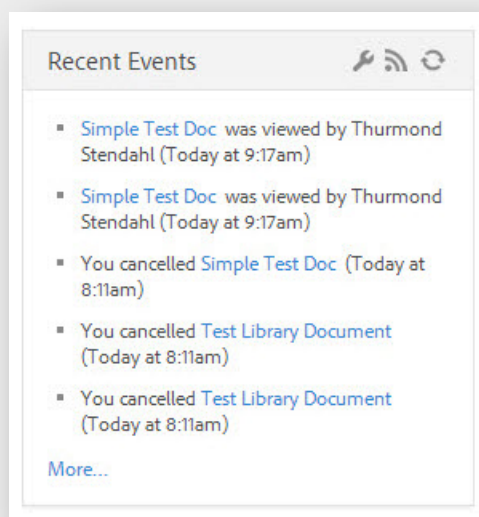 Recent Events
Simple Test Doc was viewed by Thurmond
Stendahl (Today at 9:17am)
Simple Test Doc was viewed by Thurmond
Stendahl (Today at 9:17am)
You cancelled Simple Test Doc (Today at
8:11am)
You cancelled Test Library Document
(Today at 8:11am)
You cancelled Test Library Document
(Today at 8:11am)
More...